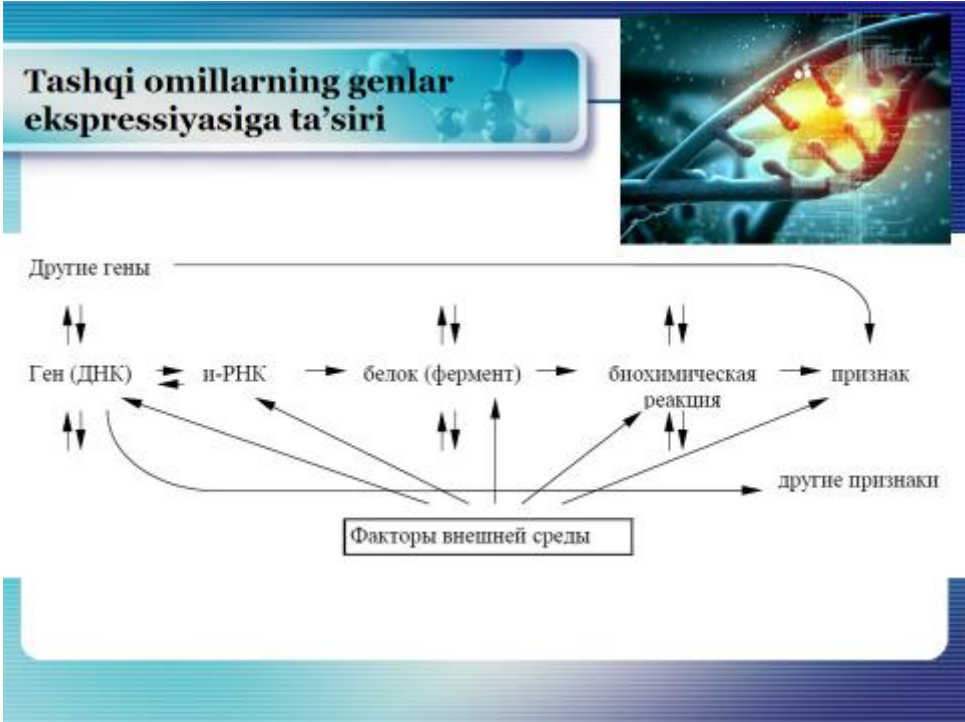 Tashqi omillarning genlar
ekspressiyasiga ta’siri
Другие гены
Ген (ДНК) и-РНК белок (фермент) биохимическая признак
реакция
другие признаки
Факторы внешней среды